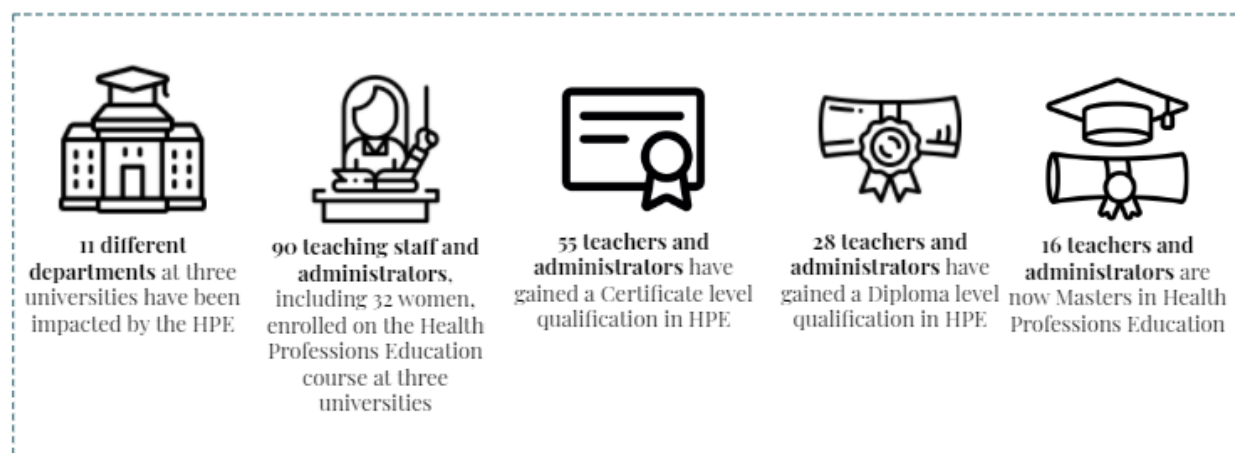 11 different
departments at three
universities have been
impacted by the HPE
90 teaching staff and
administrators,
including 32 women,
enrolled on the Health
Professions Education
course at three
universities
55 teachers and
administrators have
gained a Certificate level
qualification in HPE
28 teachers and
administrators have
gained a Diploma level
qualification in HPE
16 teachers and
administrators are
now Masters in Health
Professions Education